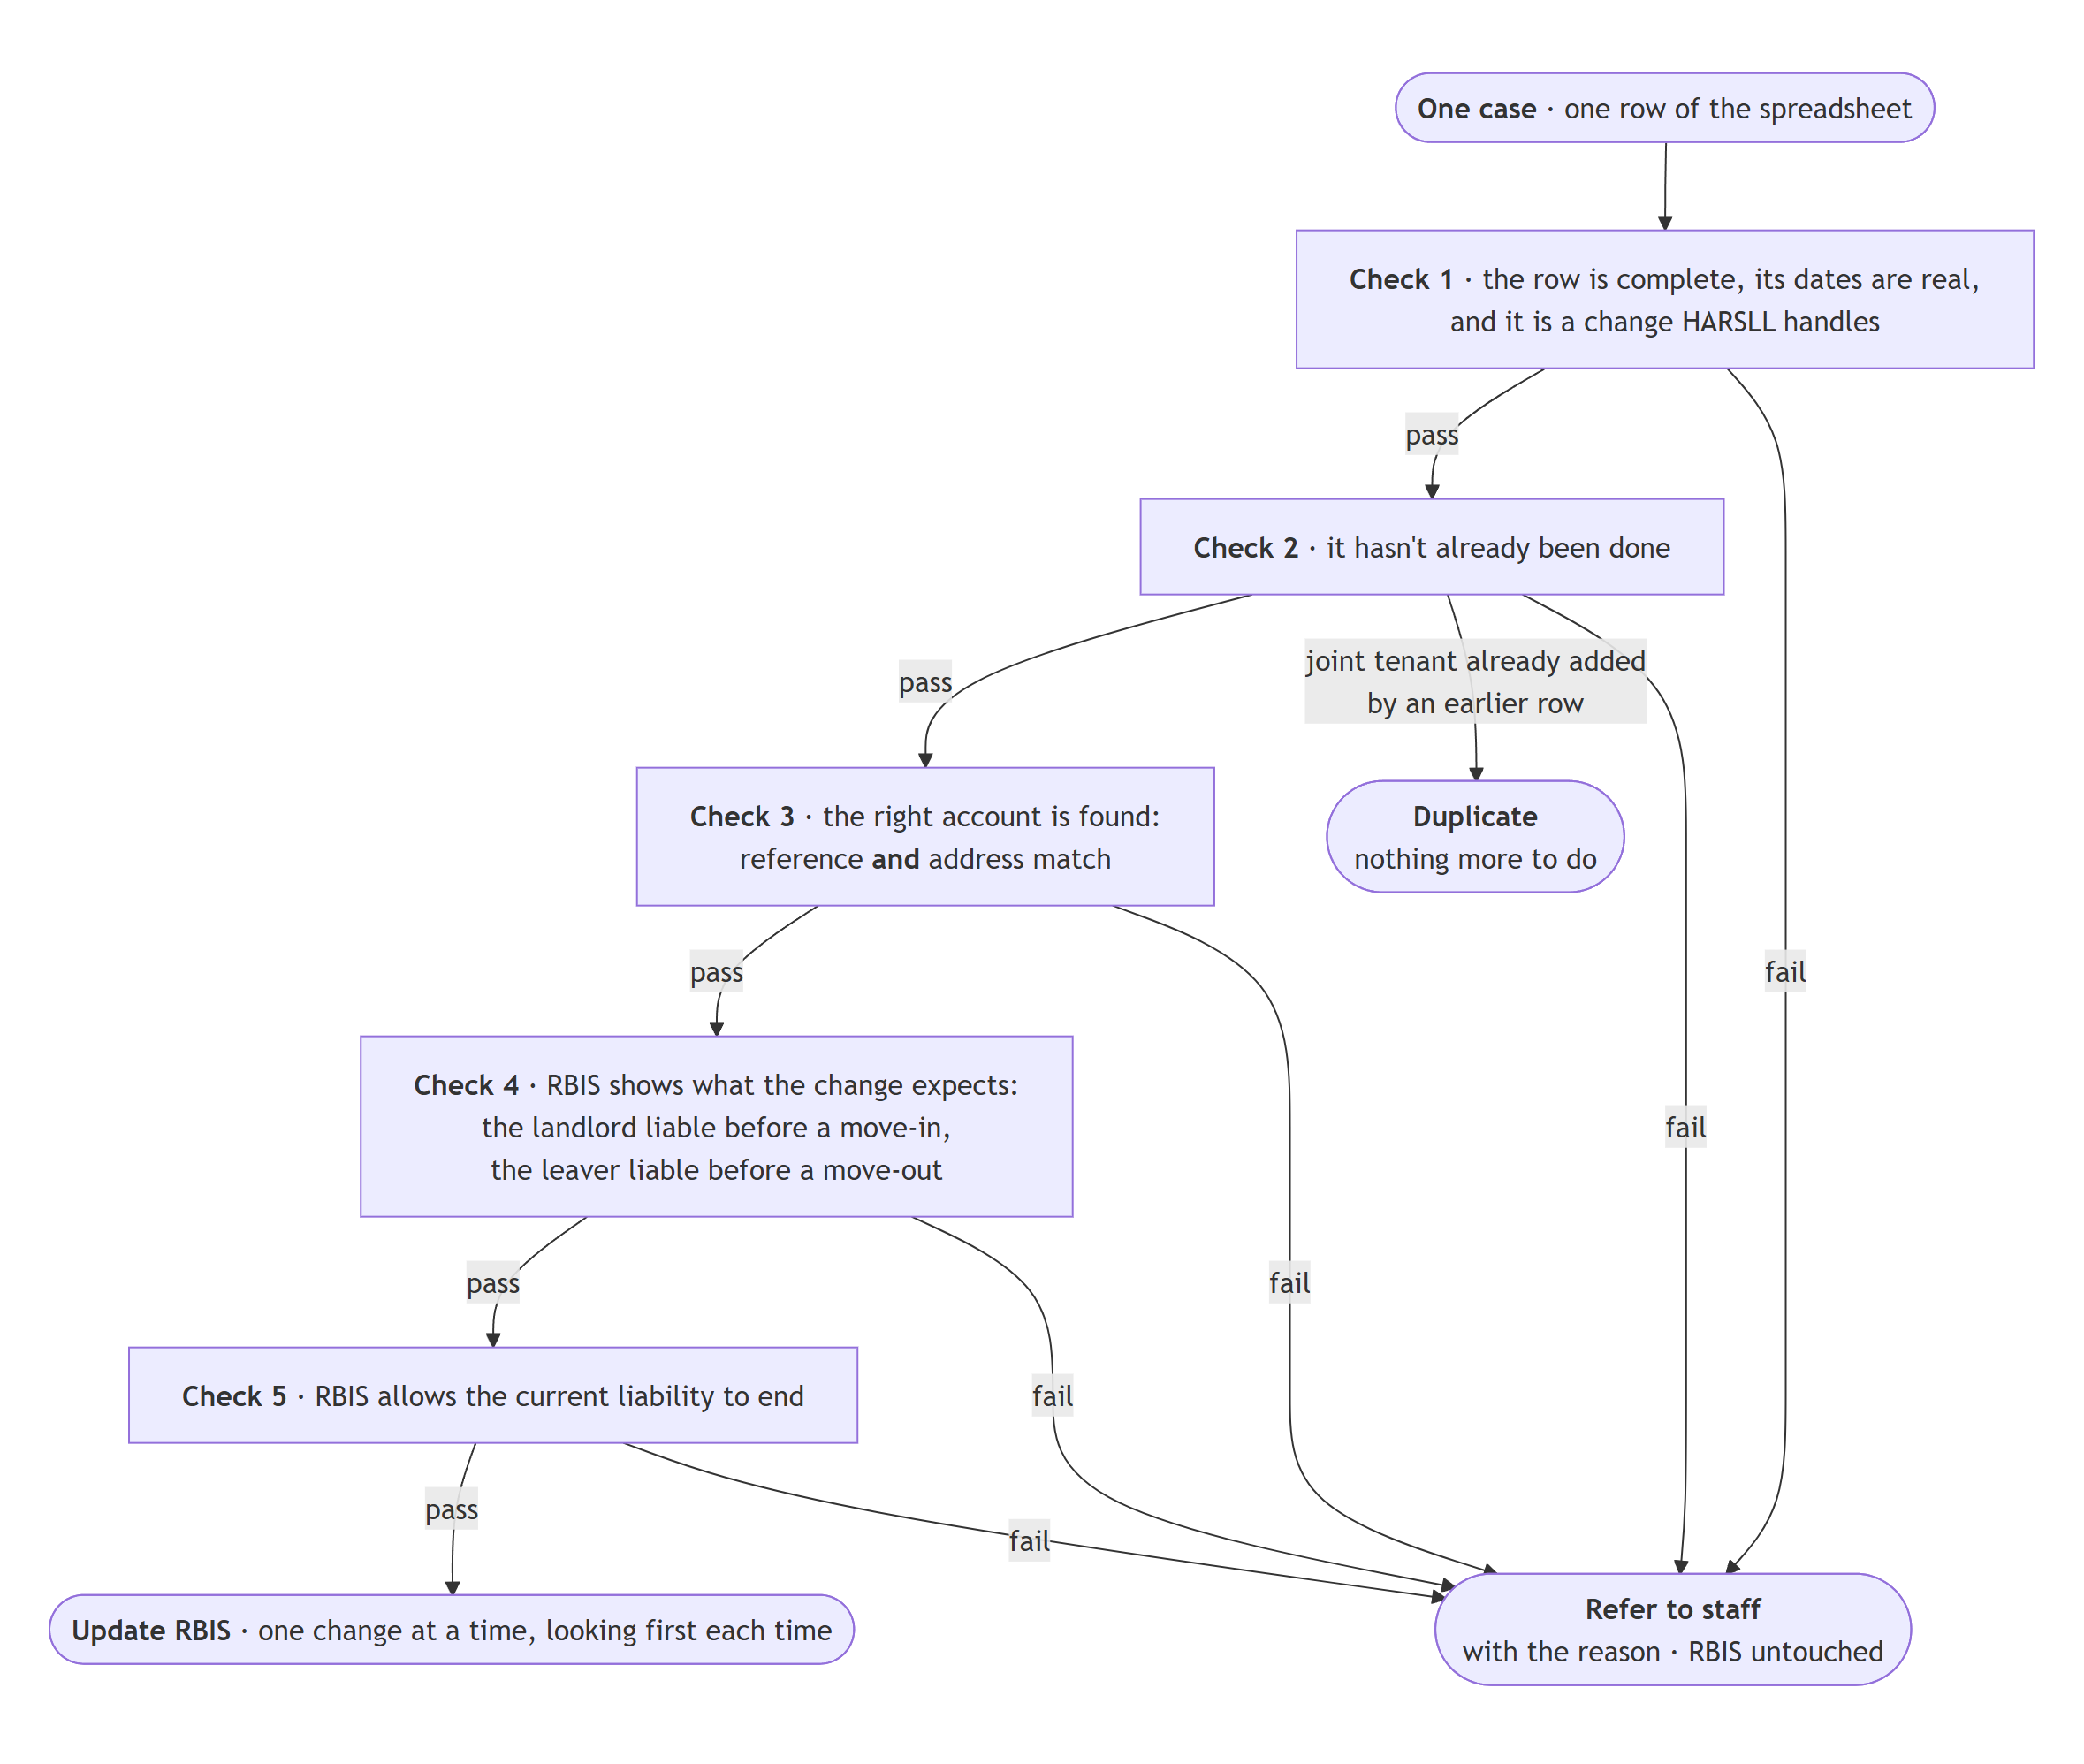 One case · one row of the spreadsheet
Check 1 · the row is complete, its dates are real,
and it is a change HARSLL handles
pass
Check 2 · it hasn't already been done
joint tenant already added
by an earlier row
pass
Check 3 · the right account is found:
reference and address match
Duplicate
nothing more to do
pass
fail
Check 4 · RBIS shows what the change expects:
the landlord liable before a move-in,
the leaver liable before a move-out
fail
pass
fail
Check 5 · RBIS allows the current liability to end
fail
pass
fail
Update RBIS · one change at a time, looking first each time
Refer to staff
with the reason · RBIS untouched